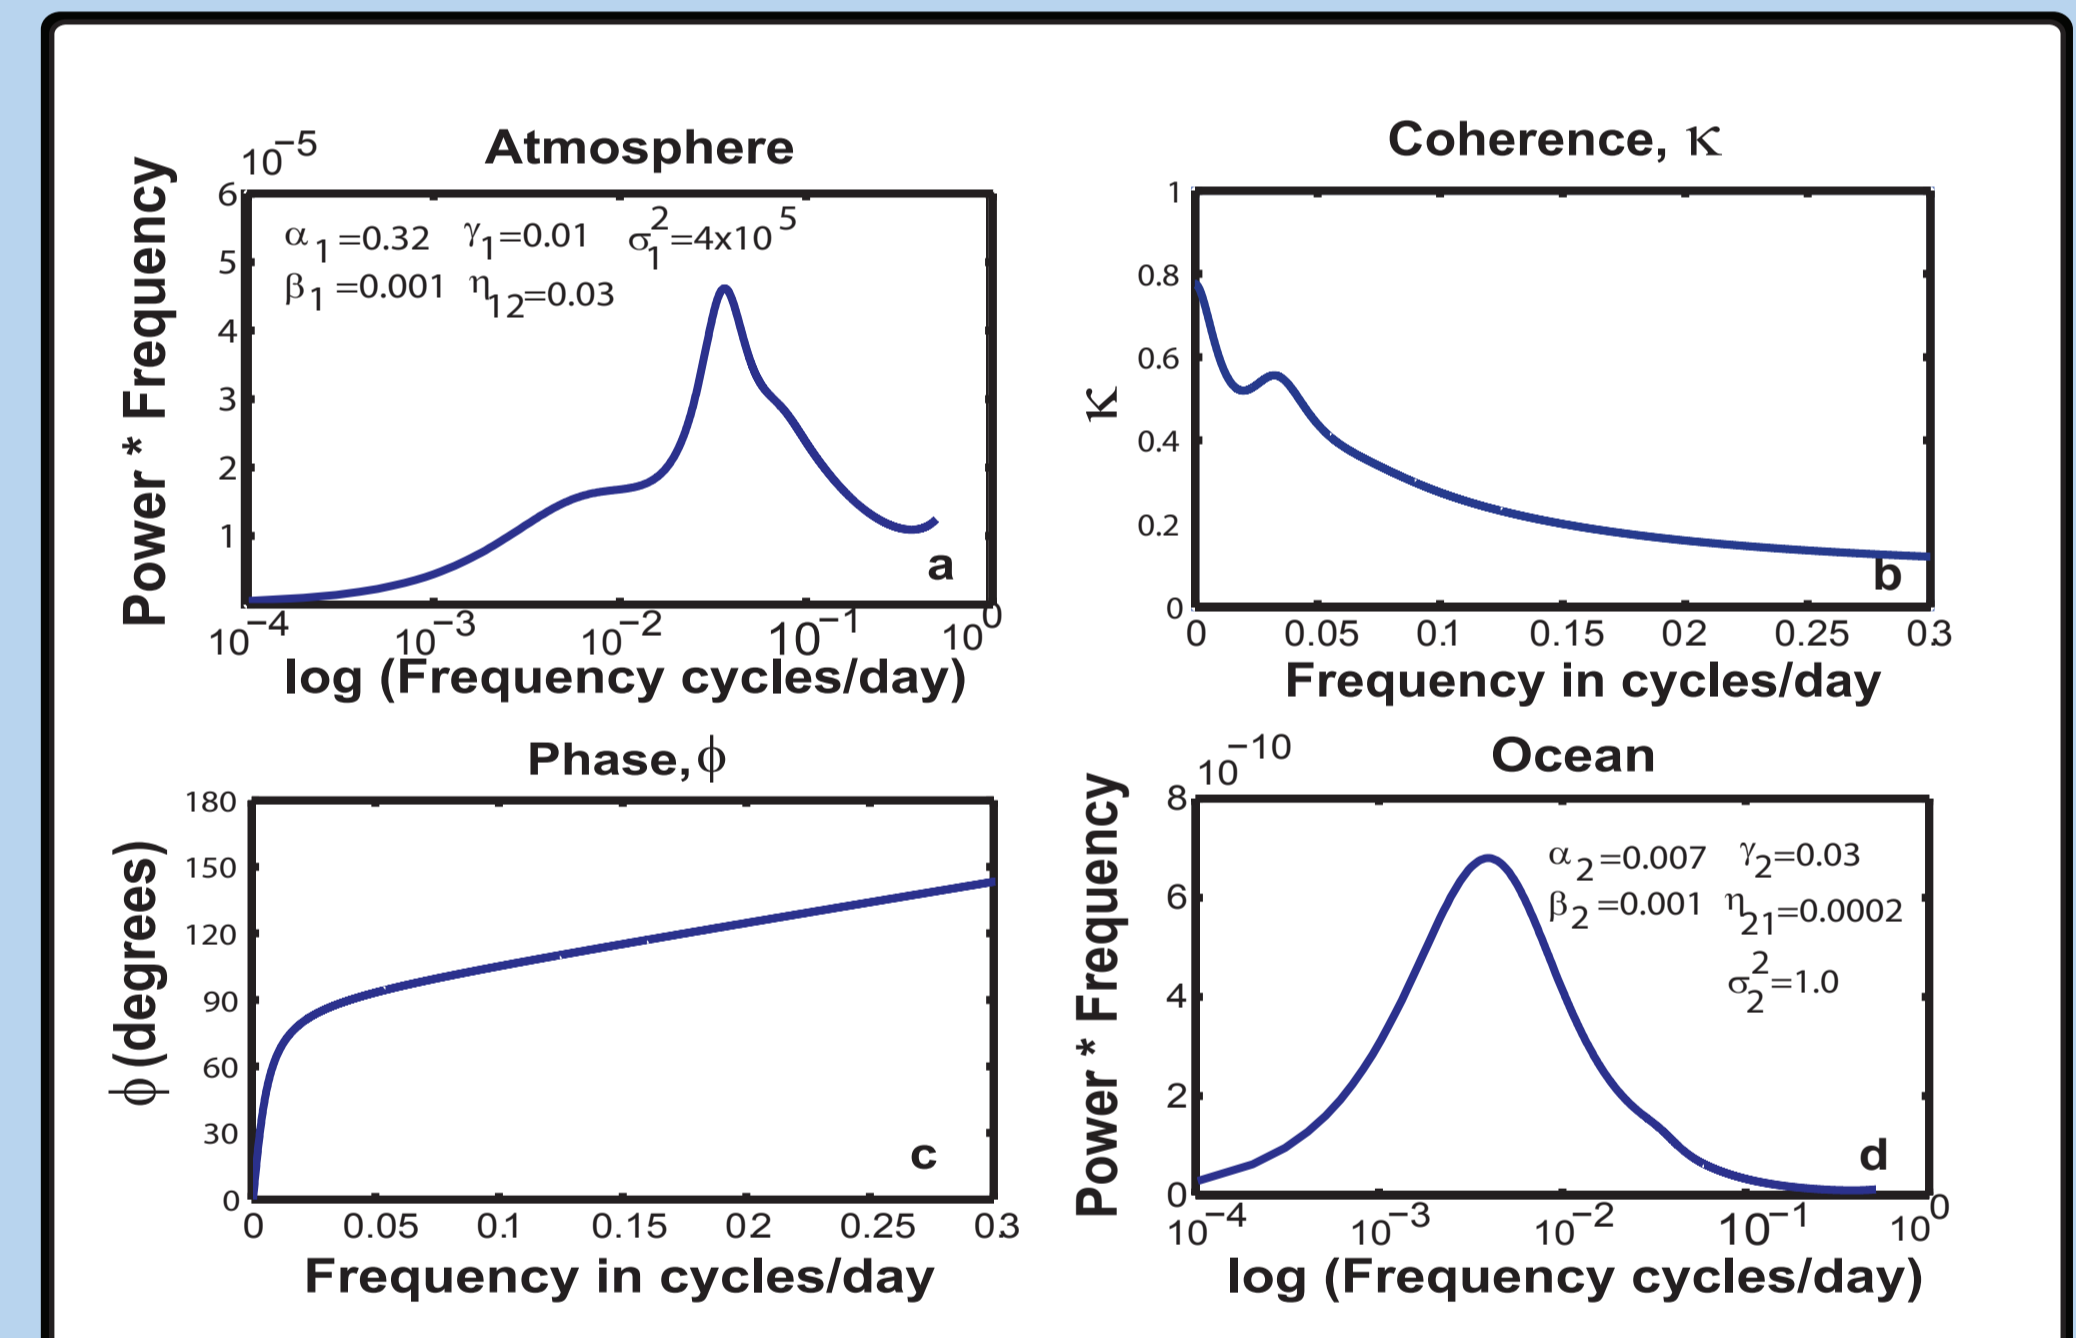 Atmosphere
10−5
Power * Frequency
6
5
4
3
2
1
α1=0.32 γ1=0.01 σ12=4x10 5
β1=0.001 η12=0.03
a
10−4 10−3 10−2 10−1 100
log (Frequency cycles/day)
Coherence, κ
κ
1
0.8
0.6
0.4
0.2
0
b
0 0.05 0.1 0.15 02 0.25 03
Frequency in cycles/day
Phase, ϕ
ϕ (degrees)
180
150
120
90
60
30
0
c
0 0.05 0.1 0.15 02 0.25 03
Frequency in cycles/day
Ocean
10−10
Power * Frequency
8
6
4
2
0
α2=0.007 γ2=0.03
β2=0.001 η21=0.0002
σ22=1.0
d
10−4 10−3 10−2 10−1 100
log (Frequency cycles/day)